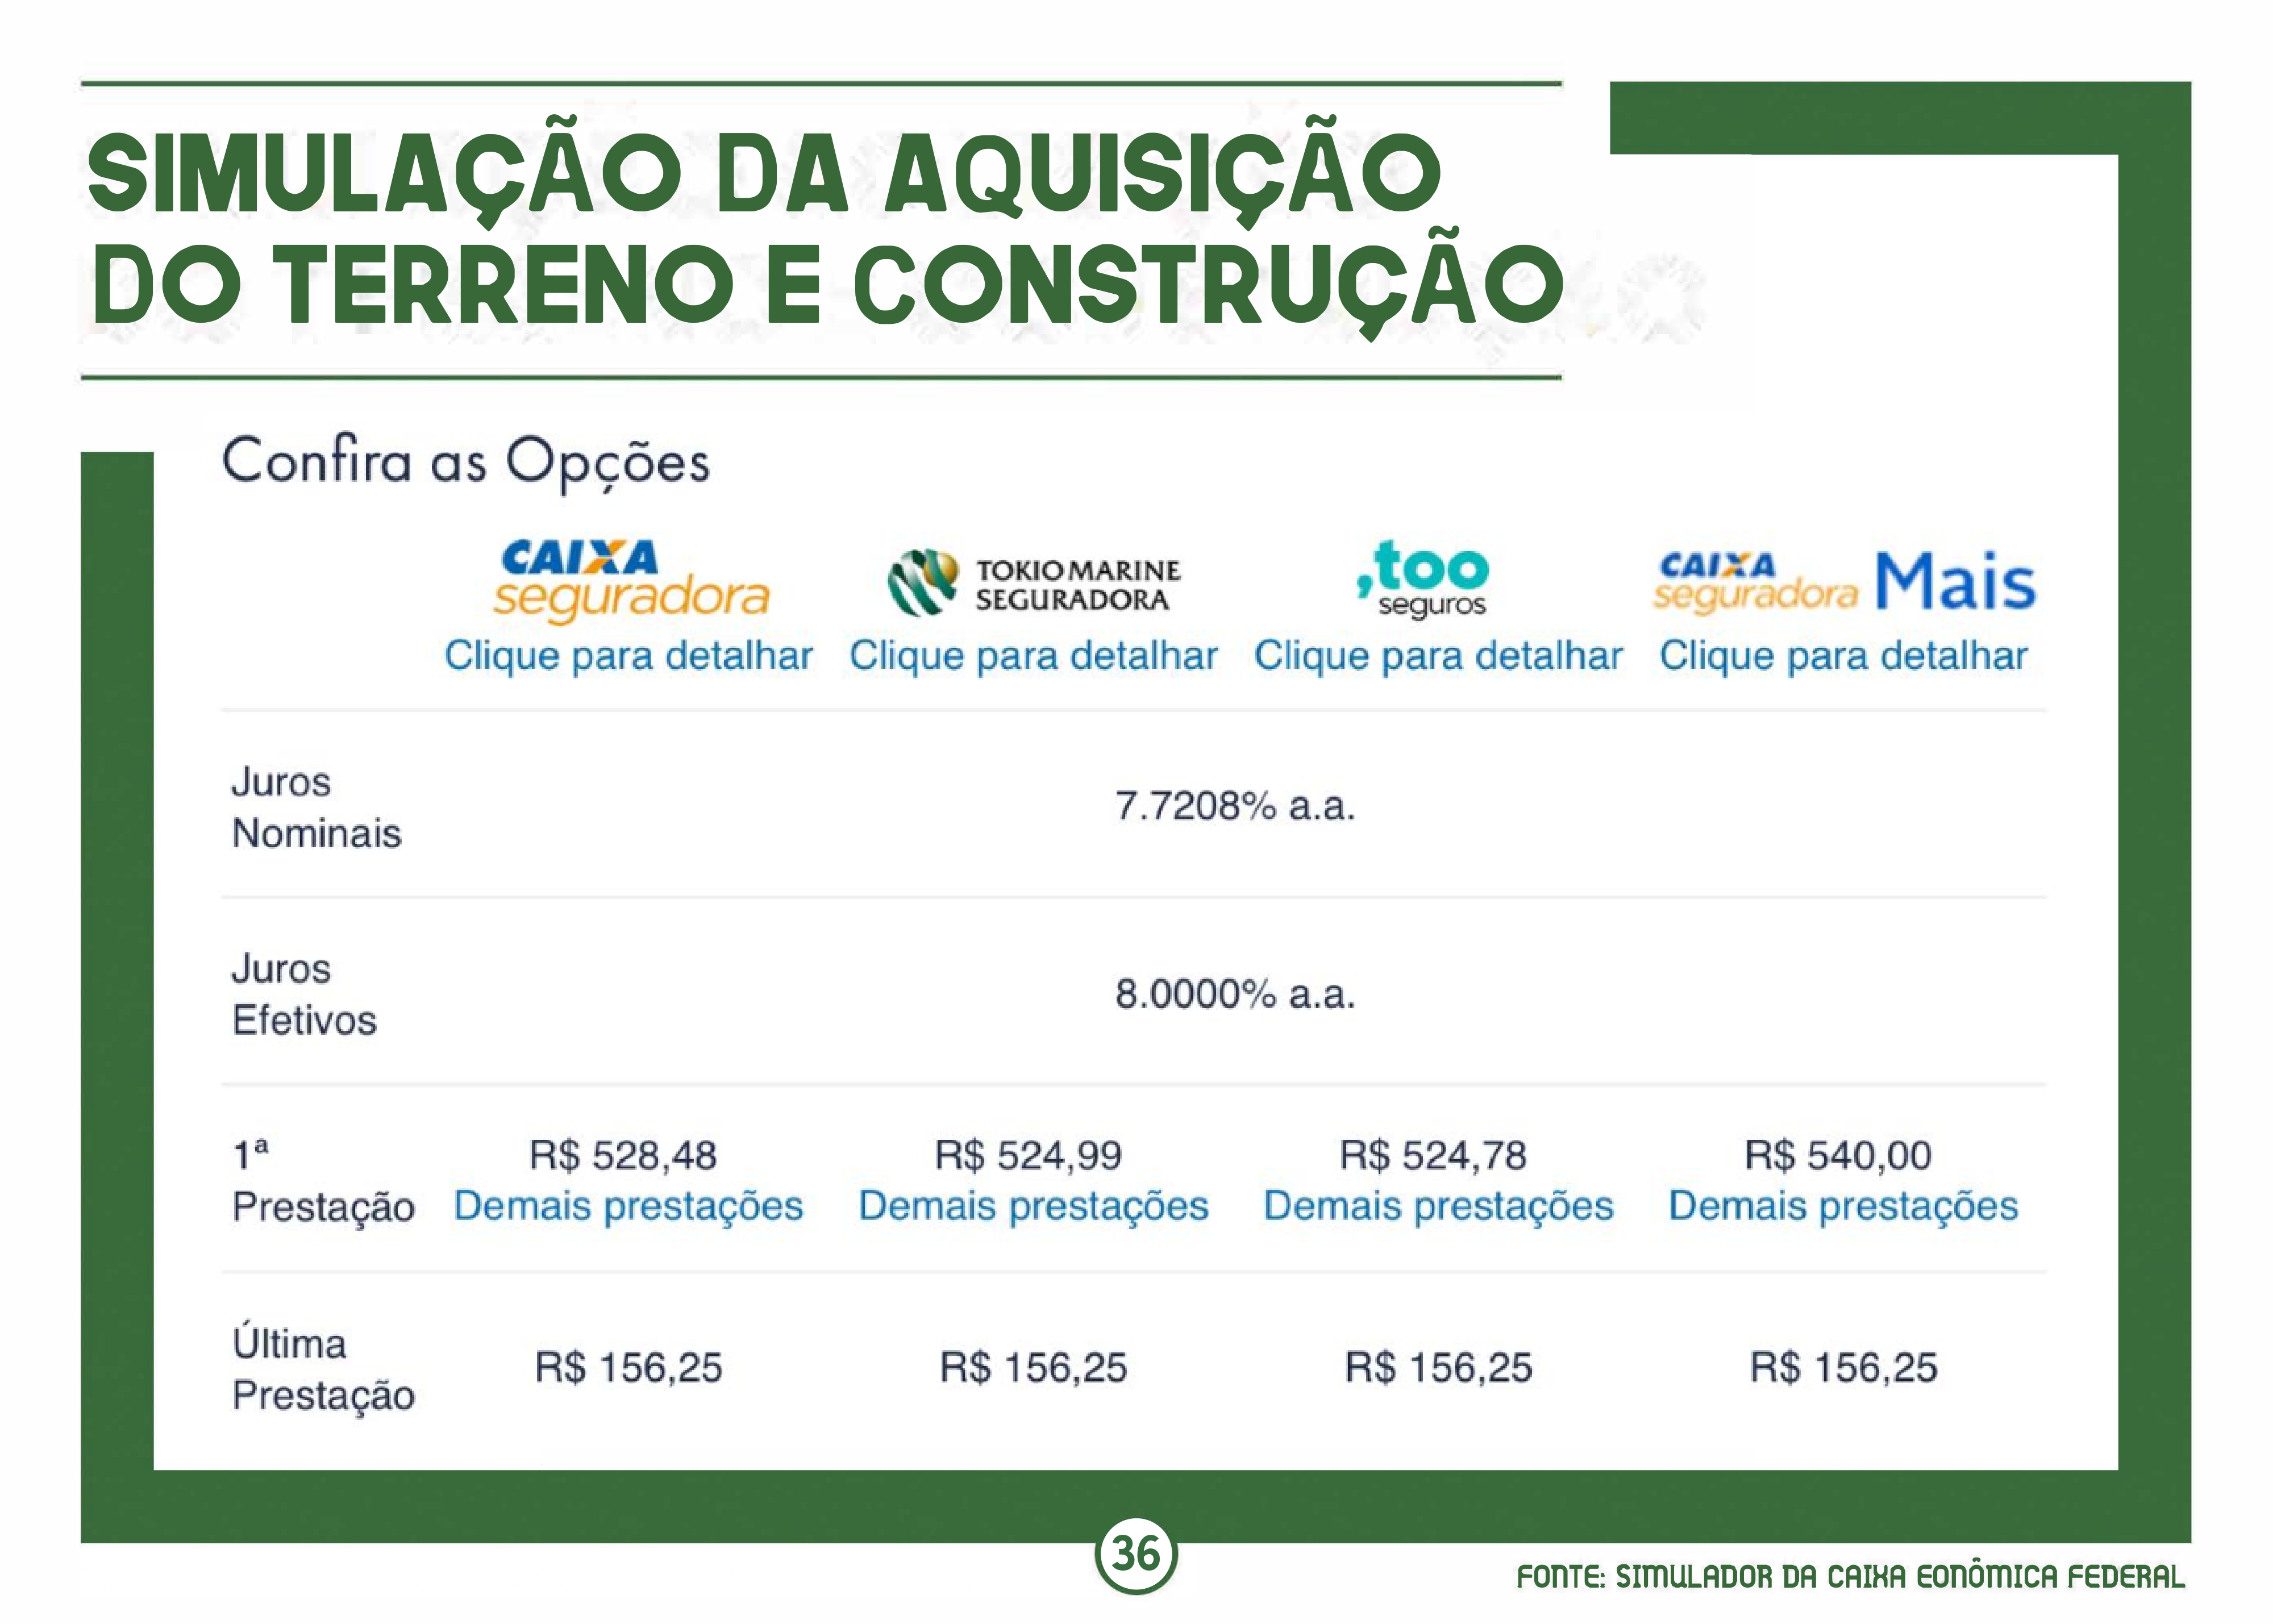 SIMULAÇÃO DA AQUISIÇÃO
DO TERRENO E CONSTRUÇÃO
Confira as Opções
CAIXA seguradora
TOKIO MARINE SEGURADORA
,too seguros
CAIXA seguradora Mais
Clique para detalhar Clique para detalhar Clique para detalhar Clique para detalhar
Juros
Nominais
7.7208% a.a.
Juros
Efetivos
8.0000% a.a.
1ª
Prestação
R$ 528,48 R$ 524,99 R$ 524,78 R$ 540,00
Demais prestações Demais prestações Demais prestações Demais prestações
Última
Prestação
R$ 156,25 R$ 156,25 R$ 156,25 R$ 156,25
36
FONTE: SIMULADOR DA CAIXA EONÔMICA FEDERAL